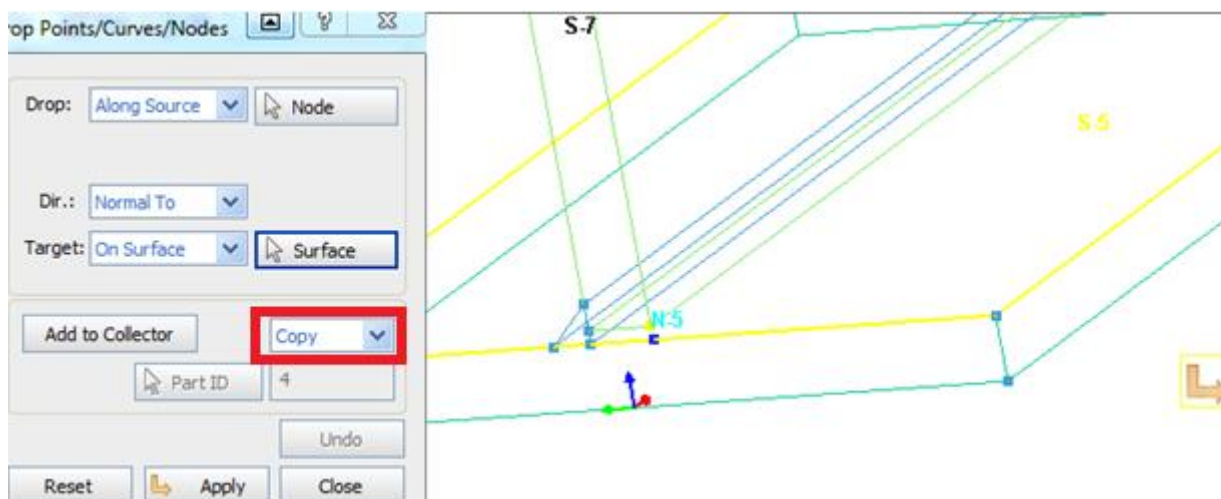 rop Points/Curves/Nodes
Drop: Along Source Node
Dir.: Normal To
Target: On Surface Surface
Add to Collector Copy
Part ID 4
Undo
Reset Apply Close
S-7
S-5
N:5